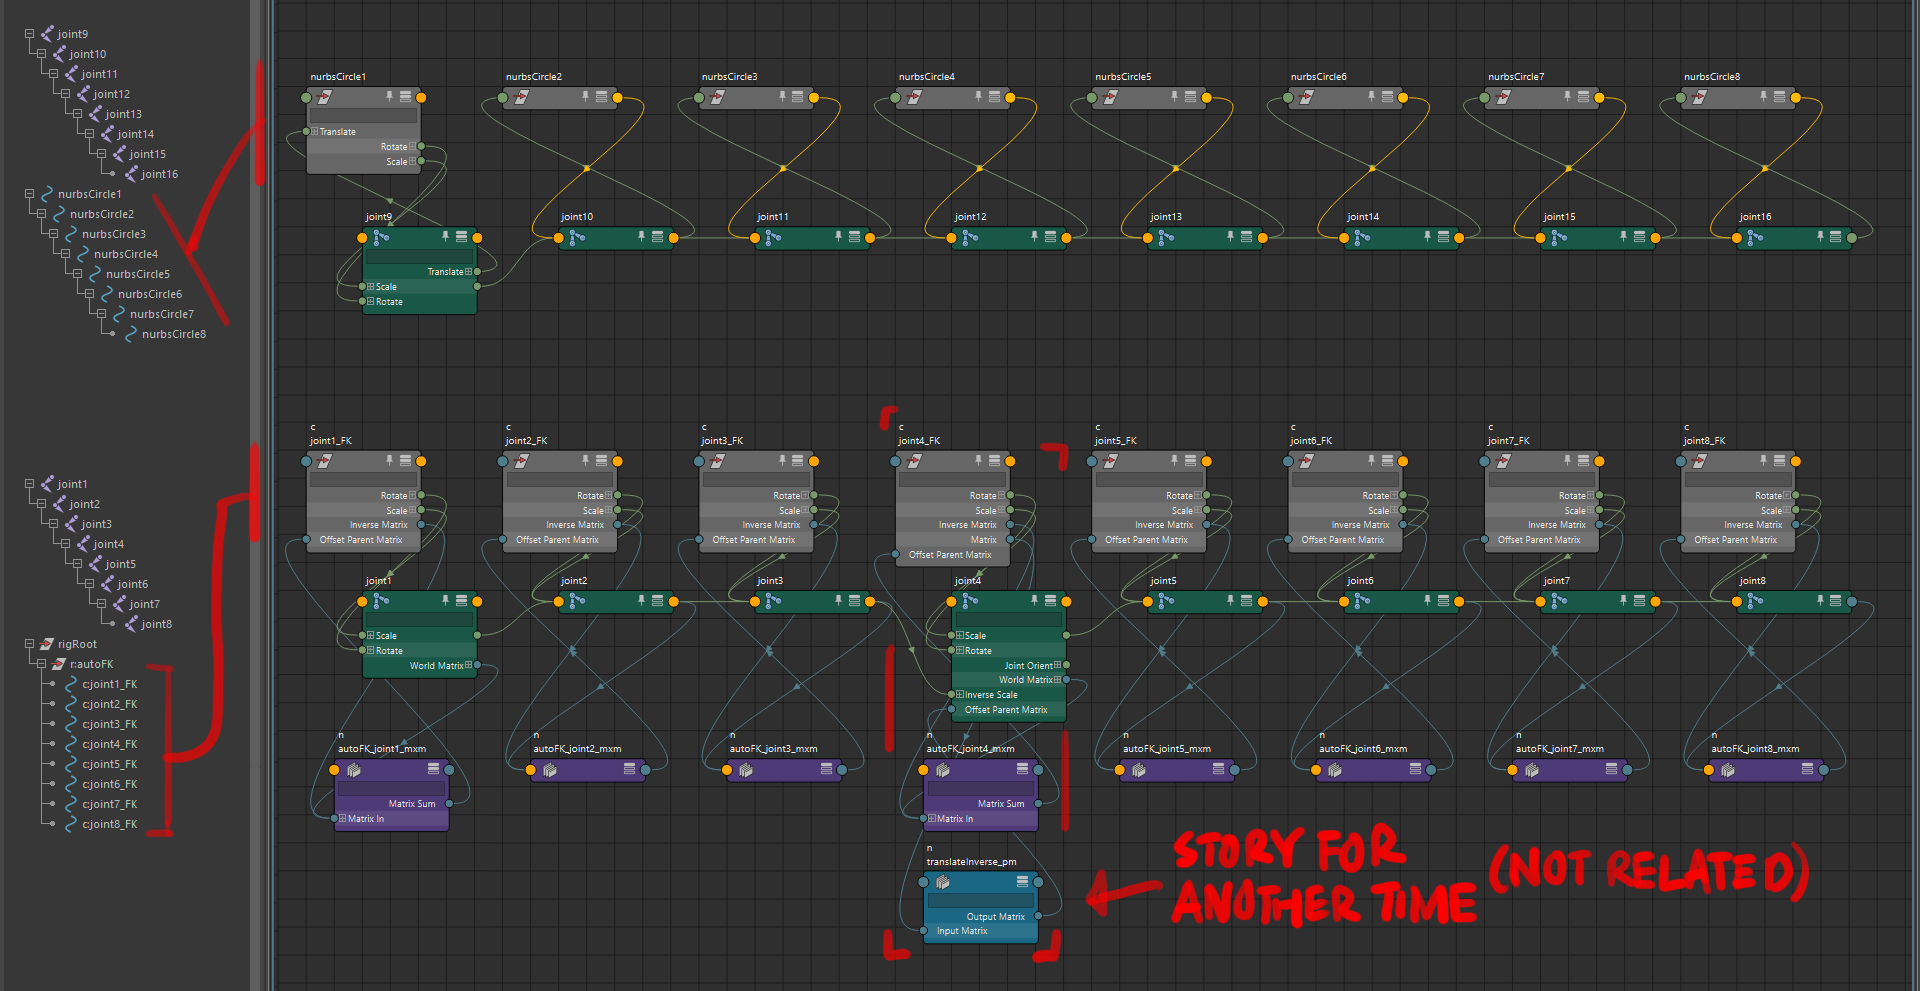 joint9
joint10
joint11
joint12
joint13
joint14
joint15
joint16
nurbsCircle1
nurbsCircle2
nurbsCircle3
nurbsCircle4
nurbsCircle5
nurbsCircle6
nurbsCircle7
nurbsCircle8
joint1
joint2
joint3
joint4
joint5
joint6
joint7
joint8
rigRoot
r:autoFK
c:joint1_FK
c:joint2_FK
c:joint3_FK
c:joint4_FK
c:joint5_FK
c:joint6_FK
c:joint7_FK
c:joint8_FK
nurbsCircle1 nurbsCircle2 nurbsCircle3 nurbsCircle4 nurbsCircle5 nurbsCircle6 nurbsCircle7 nurbsCircle8
Translate
Rotate
Scale
joint9 joint10 joint11 joint12 joint13 joint14 joint15 joint16
Translate
Scale
Rotate
c c c c c c c c
joint1_FK joint2_FK joint3_FK joint4_FK joint5_FK joint6_FK joint7_FK joint8_FK
Rotate Rotate Rotate Rotate Rotate Rotate Rotate Rotate
Scale Scale Scale Scale Scale Scale Scale Scale
Inverse Matrix Inverse Matrix Inverse Matrix Inverse Matrix Inverse Matrix Inverse Matrix Inverse Matrix Inverse Matrix
Offset Parent Matrix Offset Parent Matrix Offset Parent Matrix Matrix Offset Parent Matrix Offset Parent Matrix Offset Parent Matrix Offset Parent Matrix
Offset Parent Matrix
joint1 joint2 joint3 joint4 joint5 joint6 joint7 joint8
Scale Scale
Rotate Rotate
World Matrix Joint Orient
World Matrix
Inverse Scale
Offset Parent Matrix
n n n n n n n n
autoFK_joint1_mxm autoFK_joint2_mxm autoFK_joint3_mxm autoFK_joint4_mxm autoFK_joint5_mxm autoFK_joint6_mxm autoFK_joint7_mxm autoFK_joint8_mxm
Matrix Sum Matrix Sum
Matrix In Matrix In
n
translateInverse_pm
Output Matrix
Input Matrix
STORY FOR
ANOTHER TIME (NOT RELATED)